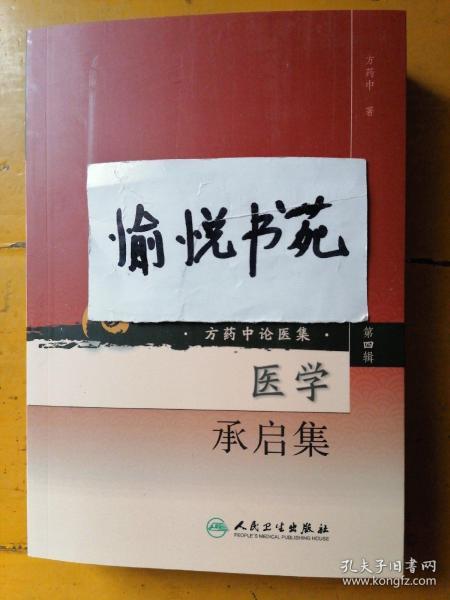 方药中 著
愉悦书苑
·方药中论医集·
第四辑
医学
承启集
人民卫生出版社
PEOPLE'S MEDICAL PUBLISHING HOUSE
孔夫子旧书网
www.kongfz.com